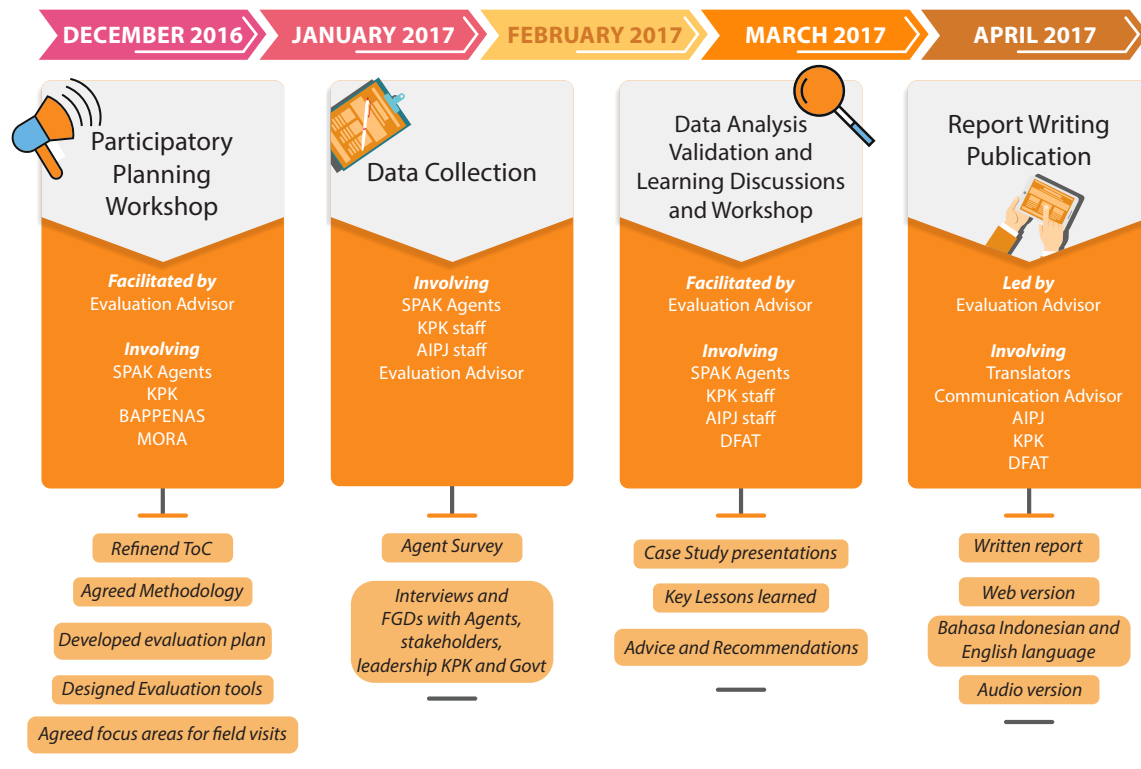 DECEMBER 2016
JANUARY 2017
FEBRUARY 2017
MARCH 2017
APRIL 2017
Participatory
Planning
Workshop
Facilitated by
Evaluation Advisor
Involving
SPAK Agents
KPK
BAPPENAS
MORA
Refinend ToC
Agreed Methodology
Developed evaluation plan
Designed Evaluation tools
Agreed focus areas for field visits
Data Collection
Involving
SPAK Agents
KPK staff
AIPJ staff
Evaluation Advisor
Agent Survey
Interviews and
FGDs with Agents,
stakeholders,
leadership KPK and Govt
Data Analysis
Validation and
Learning Discussions
and Workshop
Facilitated by
Evaluation Advisor
Involving
SPAK Agents
KPK staff
AIPJ staff
DFAT
Case Study presentations
Key Lessons learned
Advice and Recommendations
Report Writing
Publication
Led by
Evaluation Advisor
Involving
Translators
Communication Advisor
AIPJ
KPK
DFAT
Written report
Web version
Bahasa Indonesian and
English language
Audio version